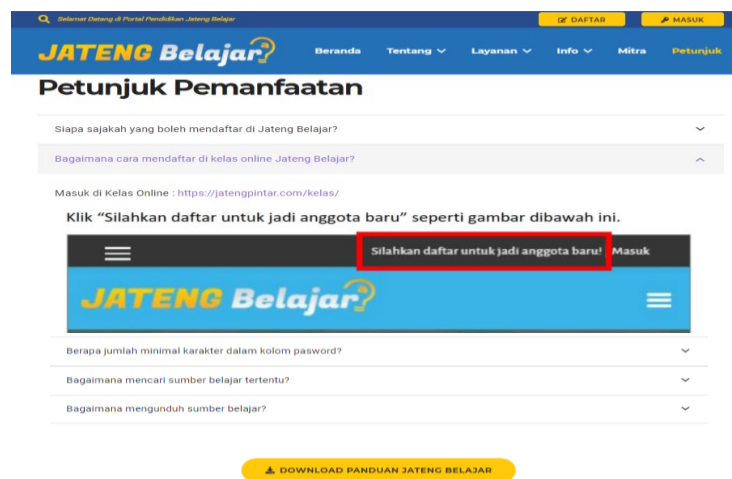 Selamat Datang di Portal Pendidikan Jateng Belajar
DAFTAR
MASUK
JATENG Belajar?
Beranda Tentang Layanan Info Mitra Petunjuk
Petunjuk Pemanfaatan
Siapa sajakah yang boleh mendaftar di Jateng Belajar?
Bagaimana cara mendaftar di kelas online Jateng Belajar?
Masuk di Kelas Online : https://jatengpintar.com/kelas/
Klik “Silahkan daftar untuk jadi anggota baru” seperti gambar dibawah ini.
Silahkan daftar untuk jadi anggota baru! Masuk
JATENG Belajar?
Berapa jumlah minimal karakter dalam kolom pasword?
Bagaimana mencari sumber belajar tertentu?
Bagaimana mengunduh sumber belajar?
DOWNLOAD PANDUAN JATENG BELAJAR